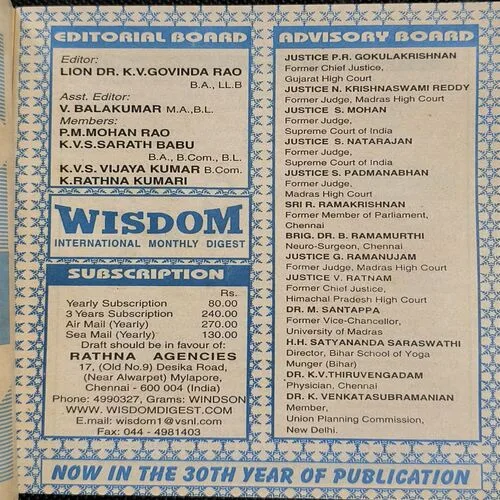 EDITORIAL BOARD
Editor:
LION DR. K.V.GOVINDA RAO
B.A., LL.B
Asst. Editor:
V. BALAKUMAR M.A.,B.L.
Members:
P.M.MOHAN RAO
K.V.S.SARATH BABU
B.A., B.Com., B.L.
K.V.S. VIJAYA KUMAR B.Com.
K.RATHNA KUMARI
WISDOM
INTERNATIONAL MONTHLY DIGEST
SUBSCRIPTION
Rs.
Yearly Subscription 80.00
3 Years Subscription 240.00
Air Mail (Yearly) 270.00
Sea Mail (Yearly) 130.00
Draft should be in favour of:
RATHNA AGENCIES
17, (Old No.9) Desika Road,
(Near Alwarpet) Mylapore,
Chennai - 600 004 (India)
Phone: 4990327, Grams: WINDSON
WWW. WISDOMDIGEST.COM
E.mail: wisdom1@vsnl.com
Fax: 044 - 4981403
ADVISORY BOARD
JUSTICE P.R. GOKULAKRISHNAN
Former Chief Justice,
Gujarat High Court
JUSTICE N. KRISHNASWAMI REDDY
Former Judge, Madras High Court
JUSTICE S. MOHAN
Former Judge,
Supreme Court of India
JUSTICE S. NATARAJAN
Former Judge,
Supreme Court of India
JUSTICE S. PADMANABHAN
Former Judge,
Madras High Court
SRI R. RAMAKRISHNAN
Former Member of Parliament,
Chennai
BRIG. DR. B. RAMAMURTHI
Neuro-Surgeon, Chennai
JUSTICE G. RAMANUJAM
Former Judge, Madras High Court
JUSTICE V. RATNAM
Former Chief Justice,
Himachal Pradesh High Court
DR. M. SANTAPPA
Former Vice-Chancellor,
University of Madras
H.H. SATYANANDA SARASWATHI
Director, Bihar School of Yoga
Munger (Bihar)
DR. K.V.THIRUVENGADAM
Physician, Chennai
DR. K. VENKATASUBRAMANIAN
Member,
Union Planning Commission,
New Delhi.
NOW IN THE 30TH YEAR OF PUBLICATION